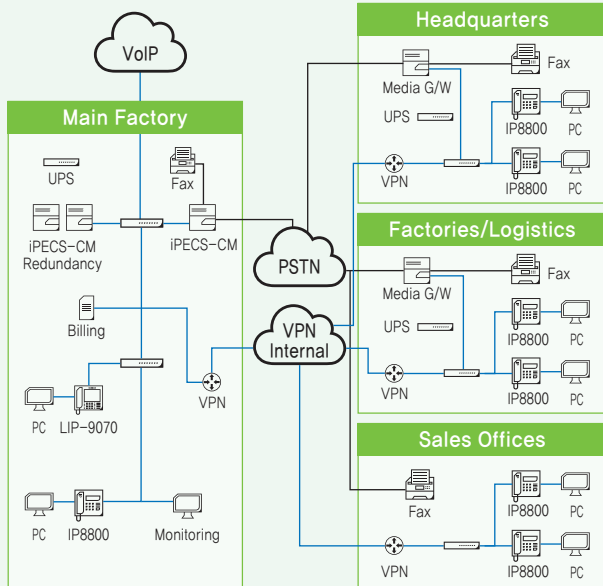 VoIP
Main Factory
UPS
Fax
iPECS-CM
Redundancy
iPECS-CM
Billing
VPN
PC
LIP-9070
PC
IP8800
Monitoring
PSTN
VPN
Internal
Headquarters
Media G/W
Fax
UPS
IP8800
PC
VPN
IP8800
PC
Factories/Logistics
Media G/W
Fax
UPS
IP8800
PC
VPN
IP8800
PC
Sales Offices
Fax
IP8800
PC
VPN
IP8800
PC